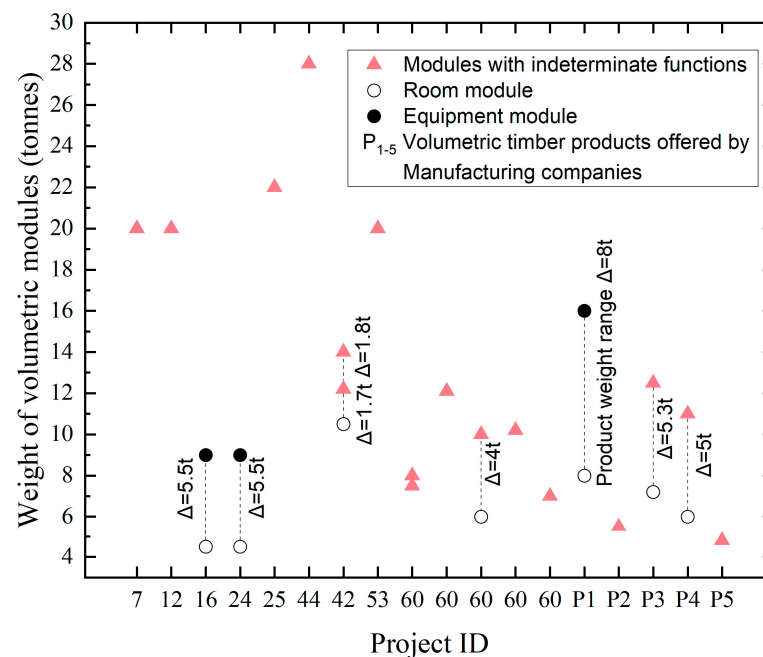 30
28
26
24
22
20
18
16
14
12
10
8
6
4
Weight of volumetric modules (tonnes)
Modules with indeterminate functions
Room module
Equipment module
P1-5 Volumetric timber products offered by
Manufacturing companies
Δ=5.5t
Δ=5.5t
Δ=1.7t Δ=1.8t
Δ=4t
Product weight range Δ=8t
Δ=5.3t
Δ=5t
7 12 16 24 25 44 42 53 60 60 60 60 60 P1 P2 P3 P4 P5
Project ID